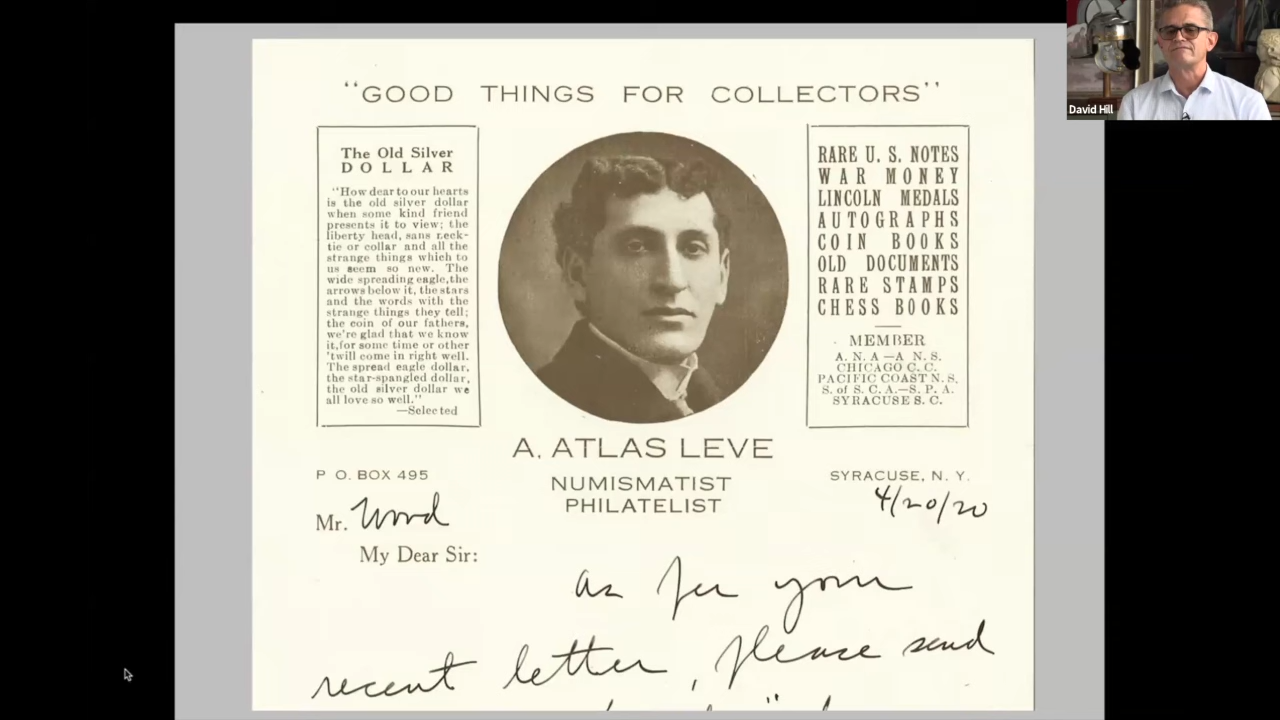 "GOOD THINGS FOR COLLECTORS"
The Old Silver
DOLLAR
"How dear to our hearts
is the old silver dollar
when some kind friend
presents it to view; the
liberty head, sans neck-
tie or collar and all the
strange things which to
us seem so new. The
wide spreading eagle, the
arrows below it, the stars
and the words with the
strange things they tell;
the coin of our fathers,
we're glad that we know
it, for some time or other
'twill come in right well.
The spread eagle dollar,
the star-spangled dollar,
the old silver dollar we
all love so well."
—Selected
RARE U. S. NOTES
WAR MONEY
LINCOLN MEDALS
AUTOGRAPHS
COIN BOOKS
OLD DOCUMENTS
RARE STAMPS
CHESS BOOKS
MEMBER
A. N. A—A N. S.
CHICAGO C. C.
PACIFIC COAST N. S.
S. of S. C. A.—S. P. A.
SYRACUSE S. C.
A. ATLAS LEVE
NUMISMATIST
PHILATELIST
P O. BOX 495
SYRACUSE, N. Y.
4/20/20
Mr. Wood
My Dear Sir:
as per your
recent letter, please send
David Hill